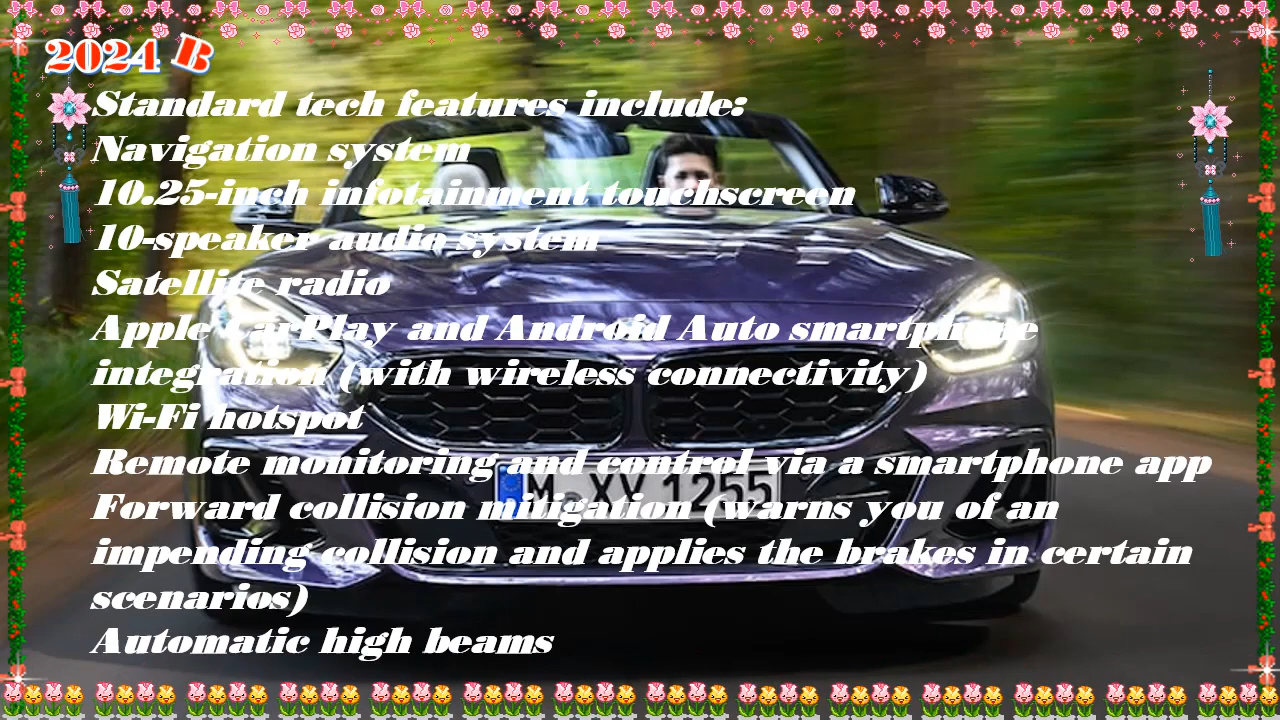 2024 B
Standard tech features include:
Navigation system
10.25-inch infotainment touchscreen
10-speaker audio system
Satellite radio
Apple CarPlay and Android Auto smartphone
integration (with wireless connectivity)
Wi-Fi hotspot
Remote monitoring and control via a smartphone app
M XY 1255
Forward collision mitigation (warns you of an
impending collision and applies the brakes in certain
scenarios)
Automatic high beams